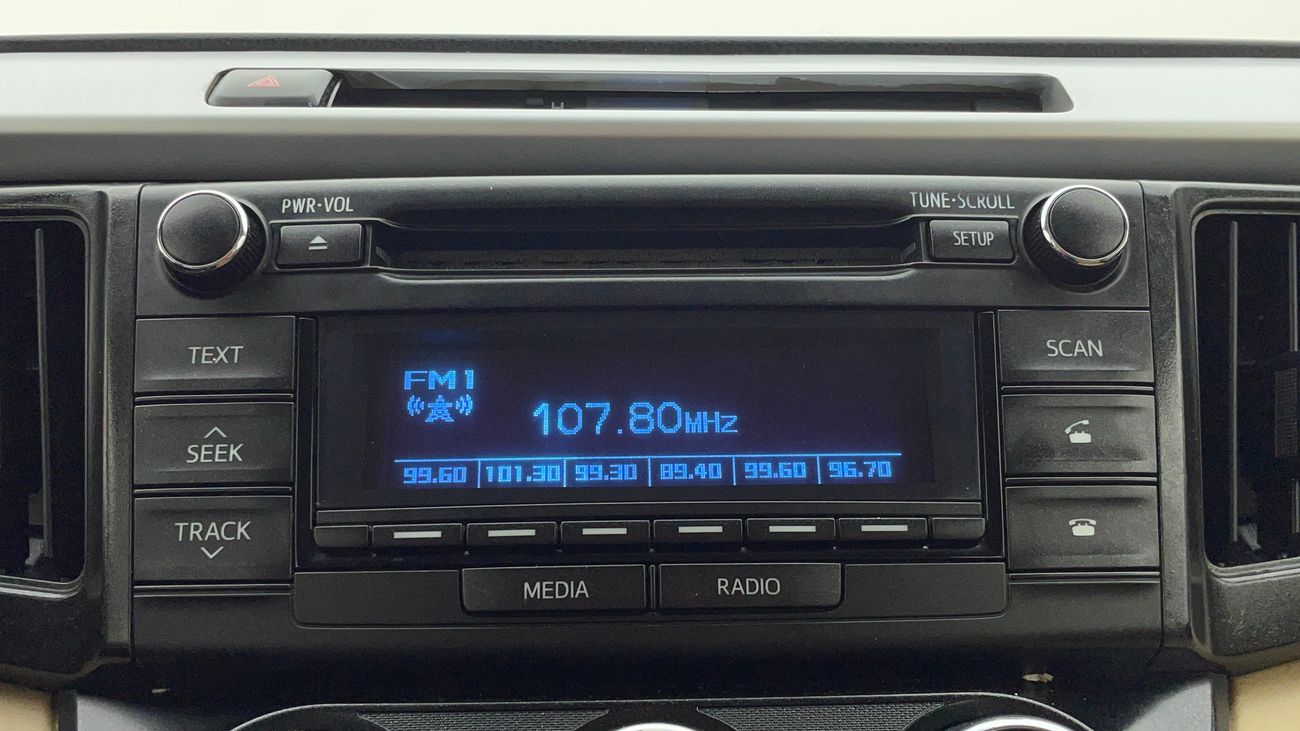 H
PWR·VOL
TUNE·SCROLL
SETUP
TEXT
SCAN
FM1
107.80MHz
SEEK
99.60 101.30 99.30 89.40 99.60 96.70
TRACK
MEDIA
RADIO